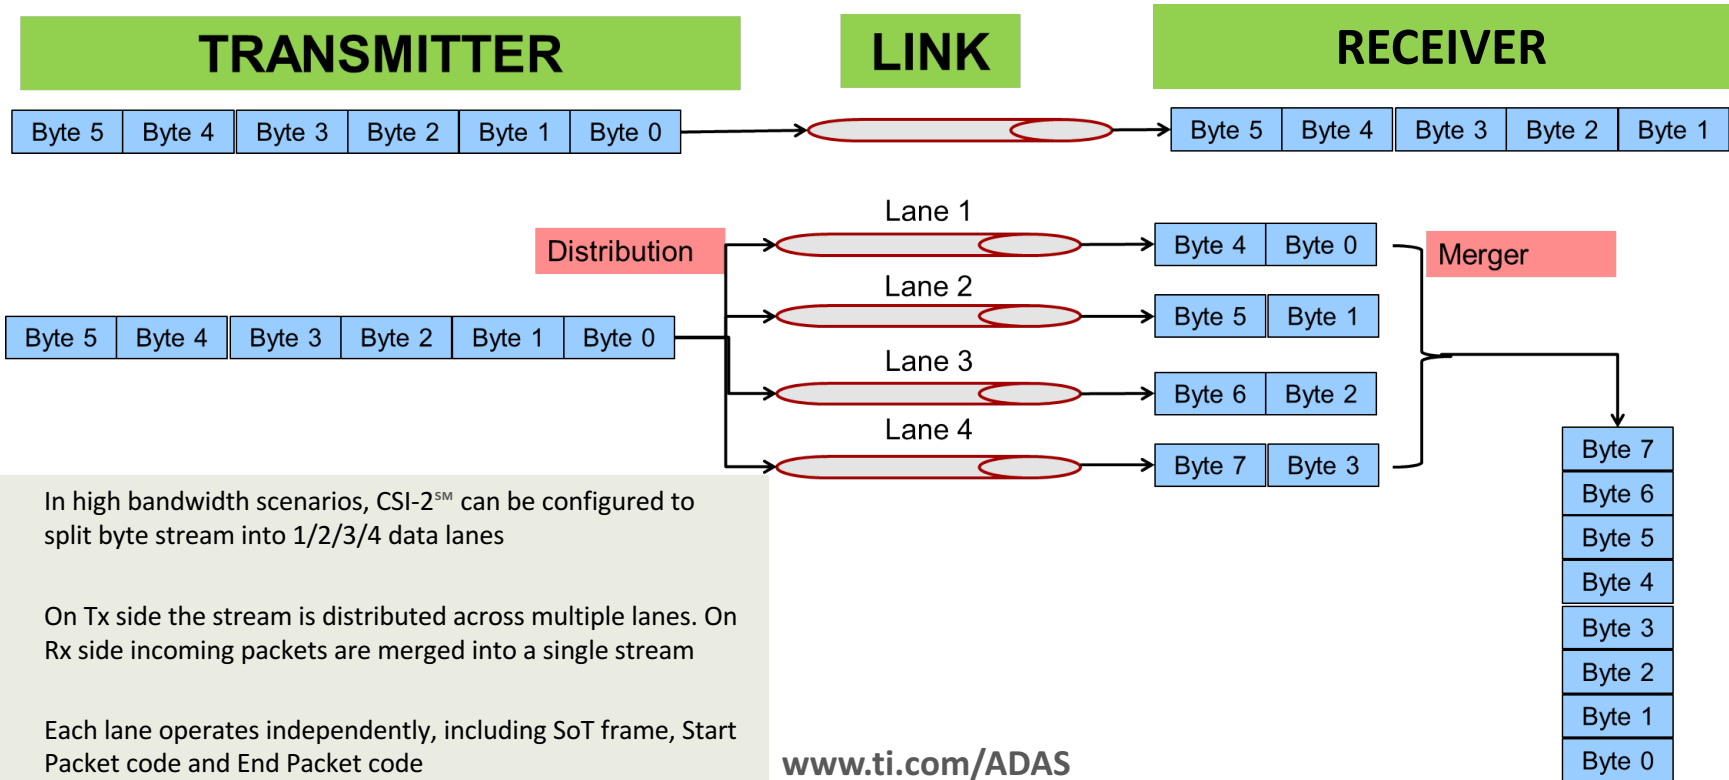 TRANSMITTER
LINK
RECEIVER
Byte 5 Byte 4 Byte 3 Byte 2 Byte 1 Byte 0
Byte 5 Byte 4 Byte 3 Byte 2 Byte 1
Lane 1
Distribution
Byte 4 Byte 0
Merger
Lane 2
Byte 5 Byte 1
Byte 5 Byte 4 Byte 3 Byte 2 Byte 1 Byte 0
Lane 3
Byte 6 Byte 2
Lane 4
Byte 7 Byte 3
Byte 7
Byte 6
Byte 5
Byte 4
Byte 3
Byte 2
Byte 1
Byte 0
In high bandwidth scenarios, CSI-2℠ can be configured to
split byte stream into 1/2/3/4 data lanes
On Tx side the stream is distributed across multiple lanes. On
Rx side incoming packets are merged into a single stream
Each lane operates independently, including SoT frame, Start
Packet code and End Packet code
www.ti.com/ADAS